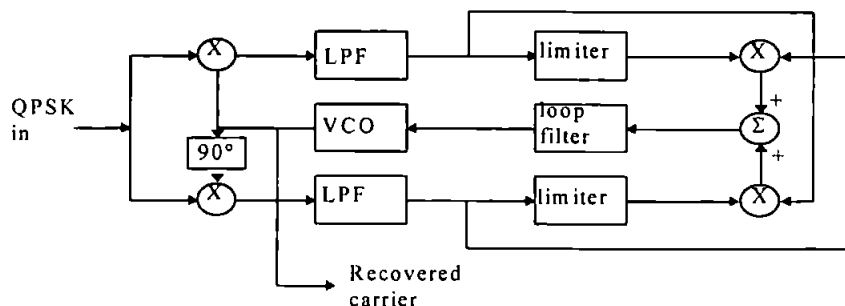 X
LPF
limiter
X
QPSK
in
+
VCO
loop
filter
Σ
90°
+
X
LPF
limiter
X
Recovered
carrier